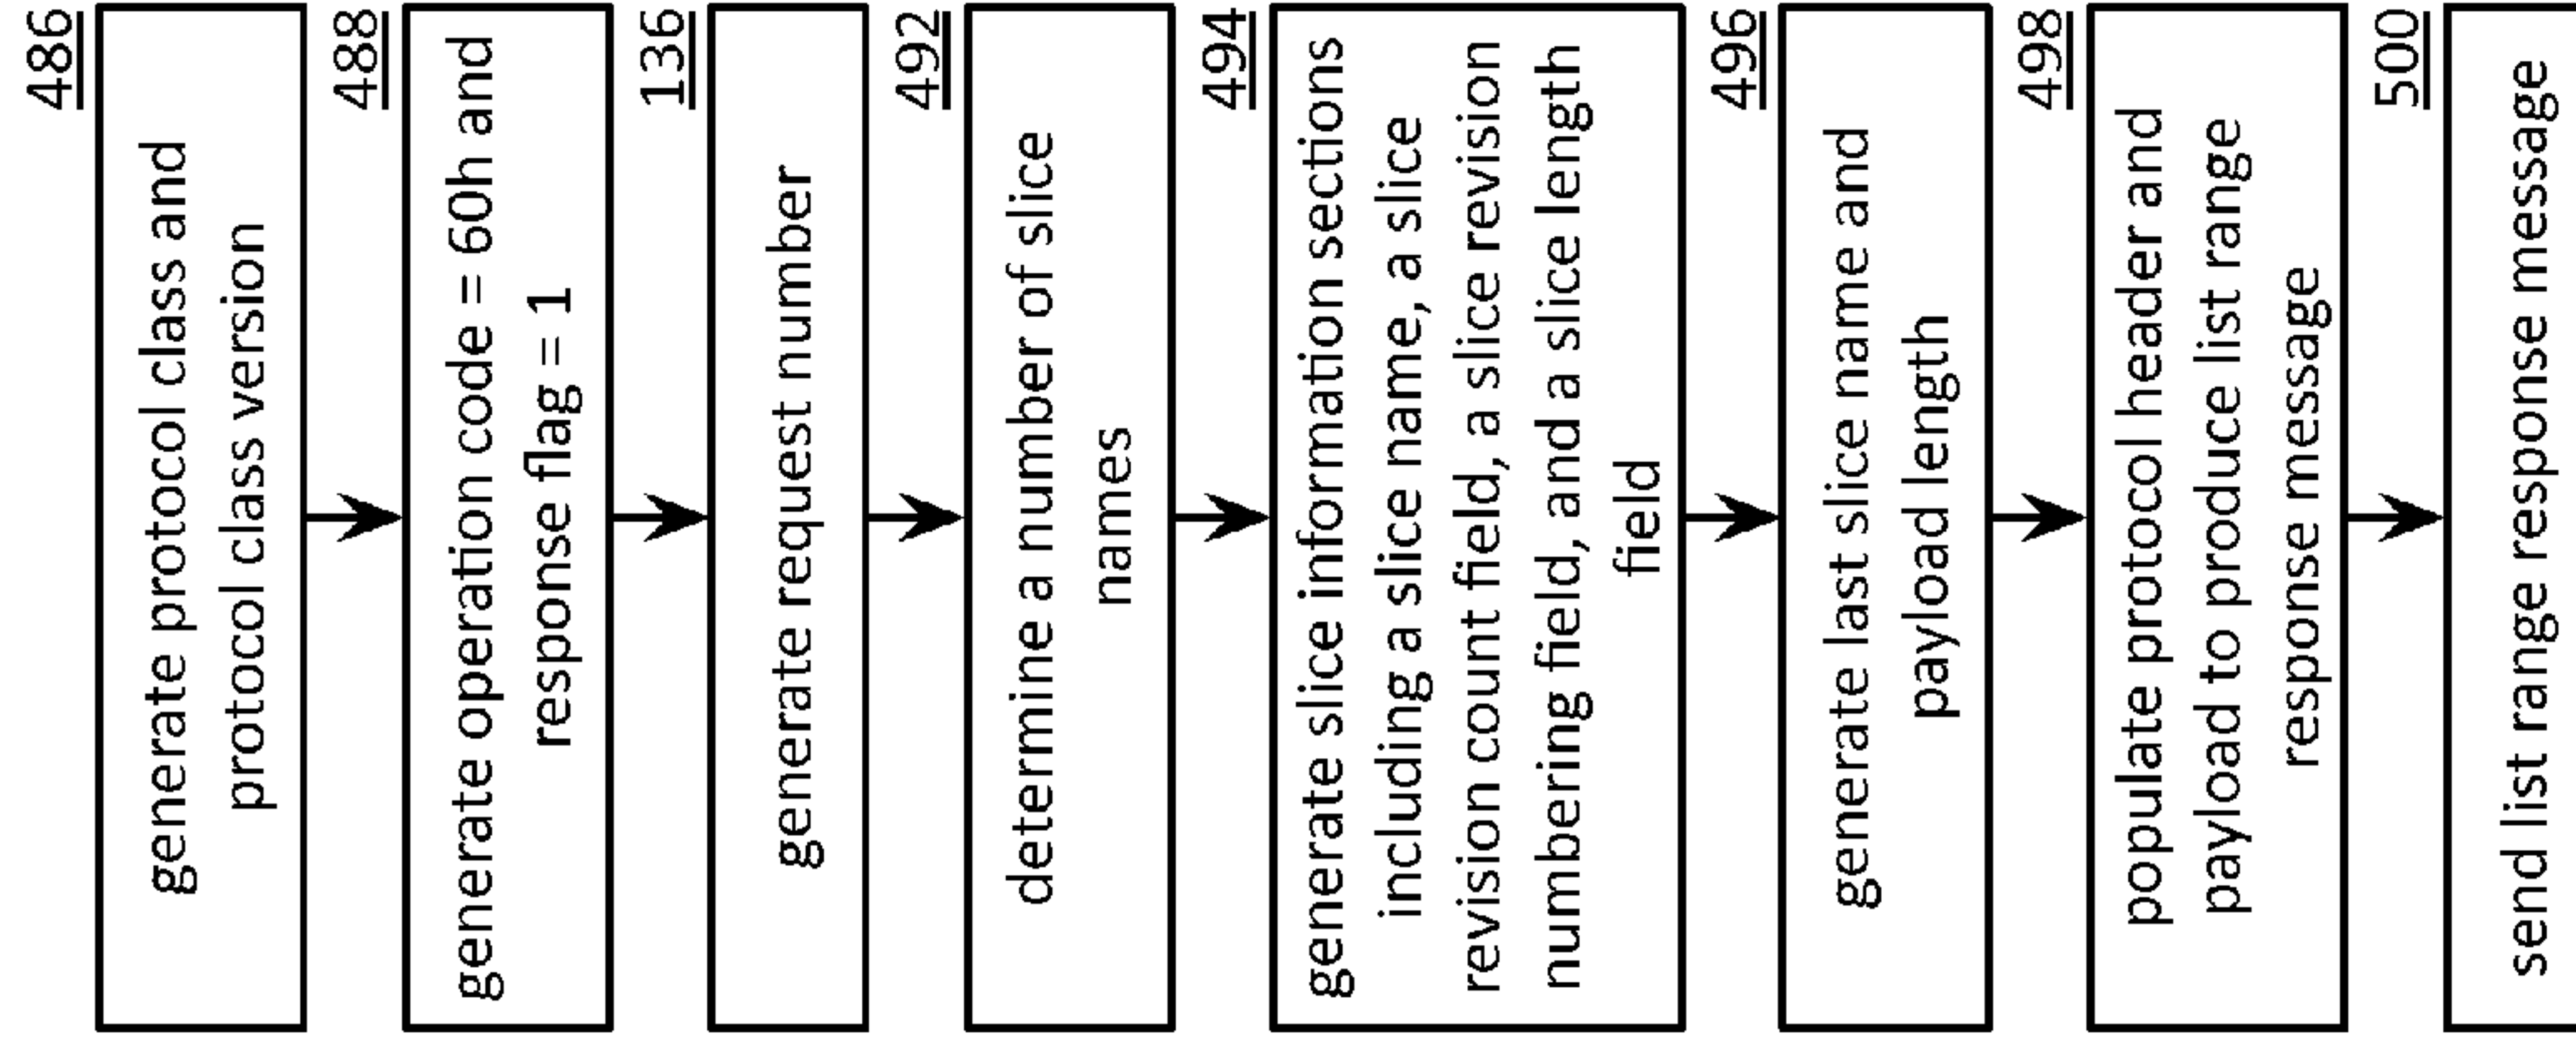 486
generate protocol class and
protocol class version
488
generate operation code = 60h and
response flag = 1
136
generate request number
492
determine a number of slice
names
494
generate slice information sections
including a slice name, a slice
revision count field, a slice revision
numbering field, and a slice length
field
496
generate last slice name and
payload length
498
populate protocol header and
payload to produce list range
response message
500
send list range response message